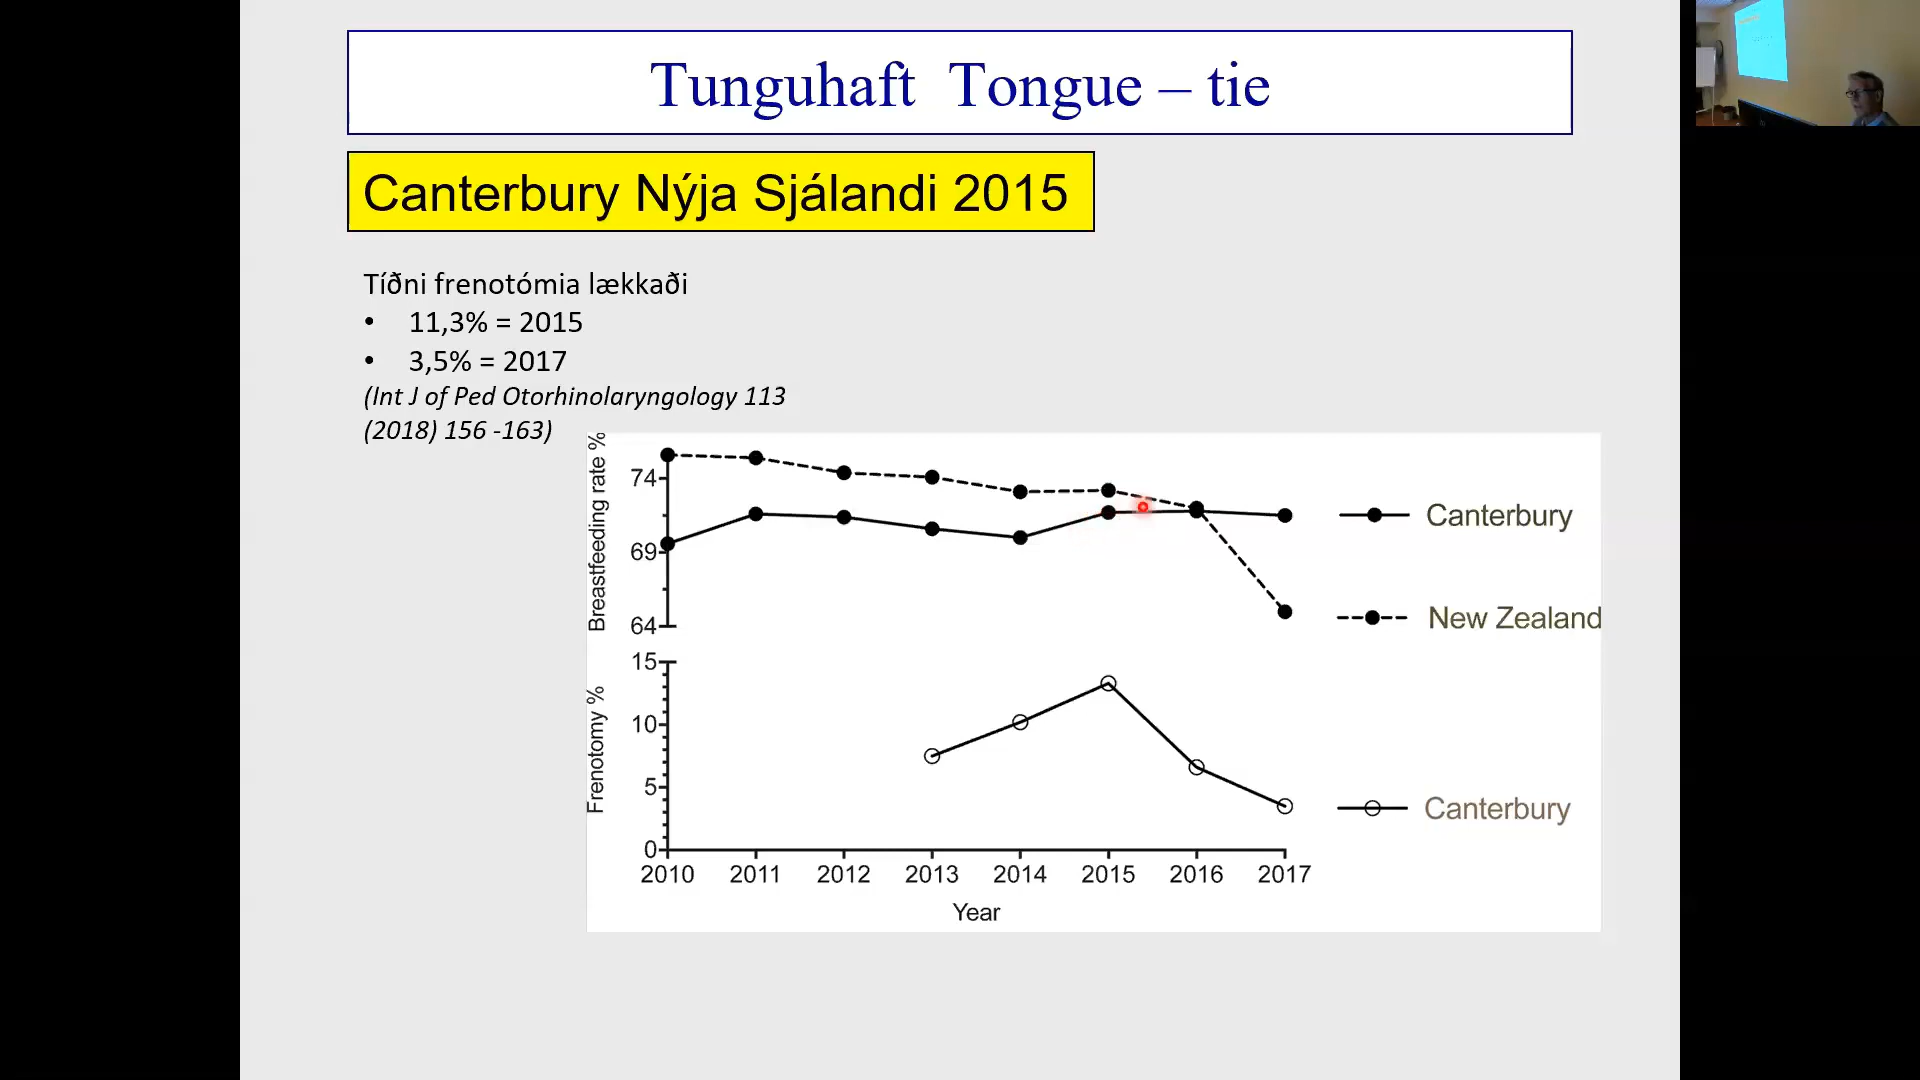 Tunguhaft Tongue – tie
Canterbury Nýja Sjálandi 2015
Tíðni frenotómia lækkaði
• 11,3% = 2015
• 3,5% = 2017
(Int J of Ped Otorhinolaryngology 113
(2018) 156 -163)
Breastfeeding rate %
74
69
64
Canterbury
New Zealand
Frenotomy %
15
10
5
0
Canterbury
2010 2011 2012 2013 2014 2015 2016 2017
Year